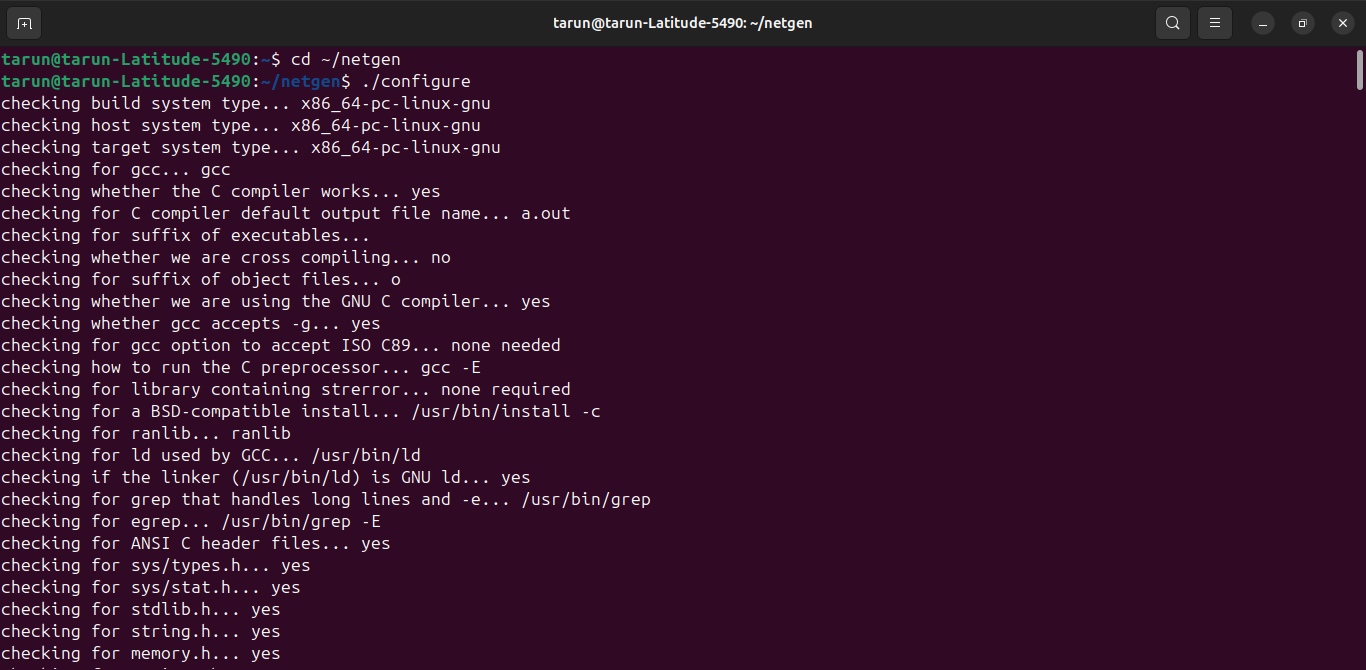 tarun@tarun-Latitude-5490: ~/netgen
tarun@tarun-Latitude-5490:~$ cd ~/netgen
tarun@tarun-Latitude-5490:~/netgen$ ./configure
checking build system type... x86_64-pc-linux-gnu
checking host system type... x86_64-pc-linux-gnu
checking target system type... x86_64-pc-linux-gnu
checking for gcc... gcc
checking whether the C compiler works... yes
checking for C compiler default output file name... a.out
checking for suffix of executables...
checking whether we are cross compiling... no
checking for suffix of object files... o
checking whether we are using the GNU C compiler... yes
checking whether gcc accepts -g... yes
checking for gcc option to accept ISO C89... none needed
checking how to run the C preprocessor... gcc -E
checking for library containing strerror... none required
checking for a BSD-compatible install... /usr/bin/install -c
checking for ranlib... ranlib
checking for ld used by GCC... /usr/bin/ld
checking if the linker (/usr/bin/ld) is GNU ld... yes
checking for grep that handles long lines and -e... /usr/bin/grep
checking for egrep... /usr/bin/grep -E
checking for ANSI C header files... yes
checking for sys/types.h... yes
checking for sys/stat.h... yes
checking for stdlib.h... yes
checking for string.h... yes
checking for memory.h... yes